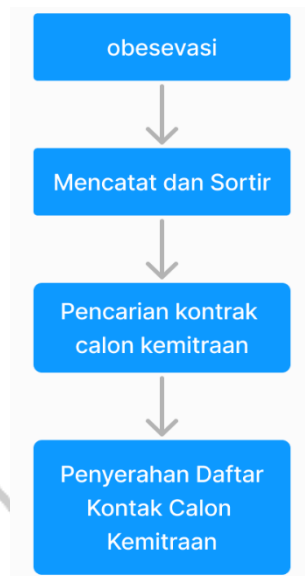 obesevasi
Mencatat dan Sortir
Pencarian kontrak
calon kemitraan
Penyerahan Daftar
Kontak Calon
Kemitraan